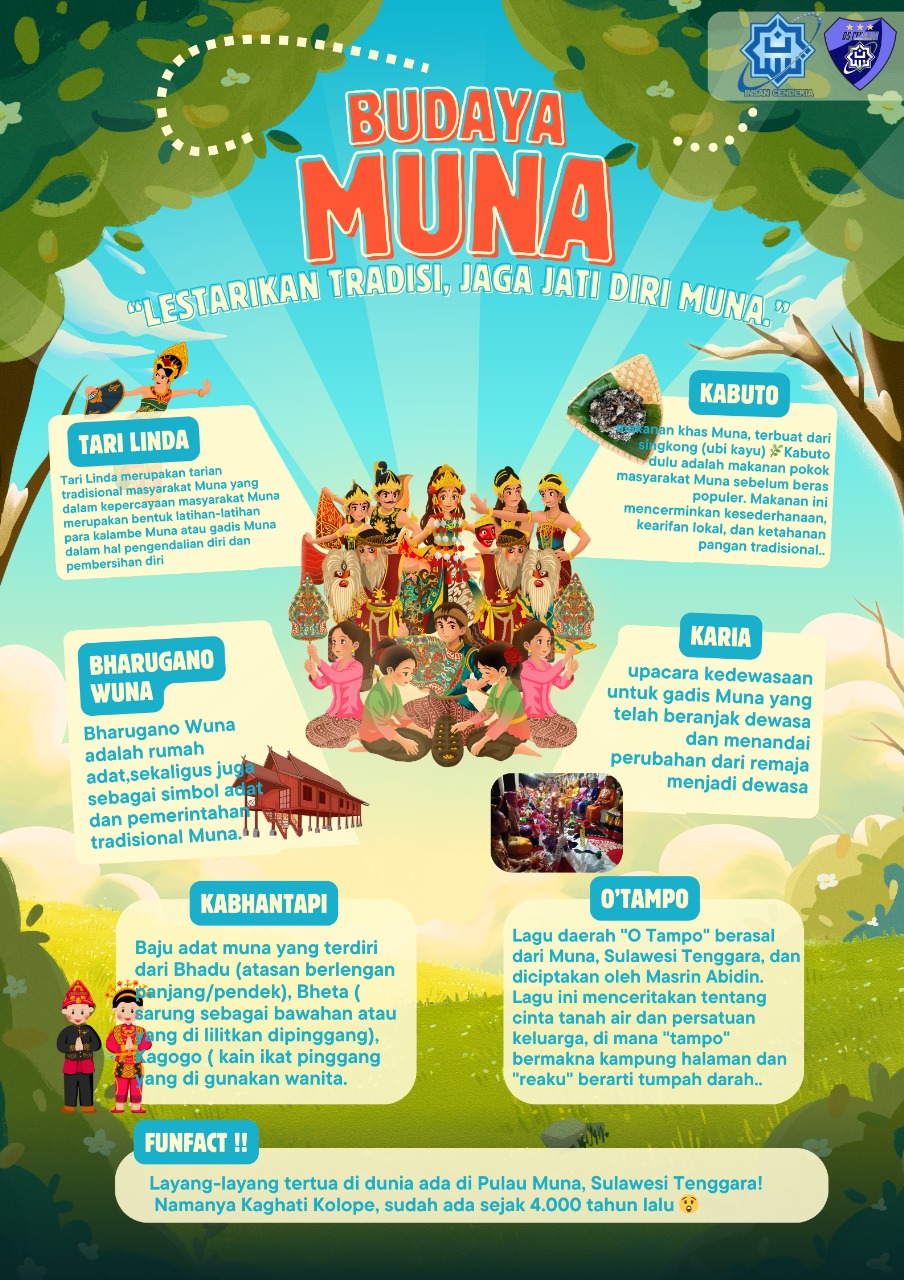 INSAN CENDEKIA
BUDAYA
MUNA
“LESTARIKAN TRADISI, JAGA JATI DIRI MUNA.”
TARI LINDA
Tari Linda merupakan tarian
tradisional masyarakat Muna yang
dalam kepercayaan masyarakat Muna
merupakan bentuk latihan-latihan
para kalambe Muna atau gadis Muna
dalam hal pengendalian diri dan
pembersihan diri
KABUTO
makanan khas Muna, terbuat dari
singkong (ubi kayu) 🌿Kabuto
dulu adalah makanan pokok
masyarakat Muna sebelum beras
populer. Makanan ini
mencerminkan kesederhanaan,
kearifan lokal, dan ketahanan
pangan tradisional..
BHARUGANO
WUNA
Bharugano Wuna
adalah rumah
adat,sekaligus juga
sebagai simbol adat
dan pemerintahan
tradisional Muna.
KARIA
upacara kedewasaan
untuk gadis Muna yang
telah beranjak dewasa
dan menandai
perubahan dari remaja
menjadi dewasa
KABHANTAPI
Baju adat muna yang terdiri
dari Bhadu (atasan berlengan
panjang/pendek), Bheta (
sarung sebagai bawahan atau
yang di lilitkan dipinggang),
Kagogo ( kain ikat pinggang
yang di gunakan wanita.
O'TAMPO
Lagu daerah "O Tampo" berasal
dari Muna, Sulawesi Tenggara, dan
diciptakan oleh Masrin Abidin.
Lagu ini menceritakan tentang
cinta tanah air dan persatuan
keluarga, di mana "tampo"
bermakna kampung halaman dan
"reaku" berarti tumpah darah..
FUNFACT !!
Layang-layang tertua di dunia ada di Pulau Muna, Sulawesi Tenggara!
Namanya Kaghati Kolope, sudah ada sejak 4.000 tahun lalu 😲